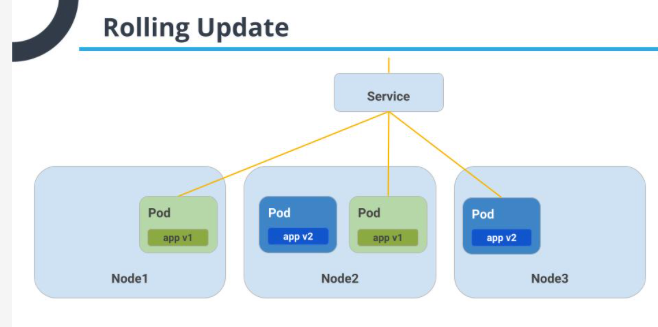 Rolling Update
Service
Pod
app v1
Node1
Pod
app v2
Pod
app v1
Node2
Pod
app v2
Node3